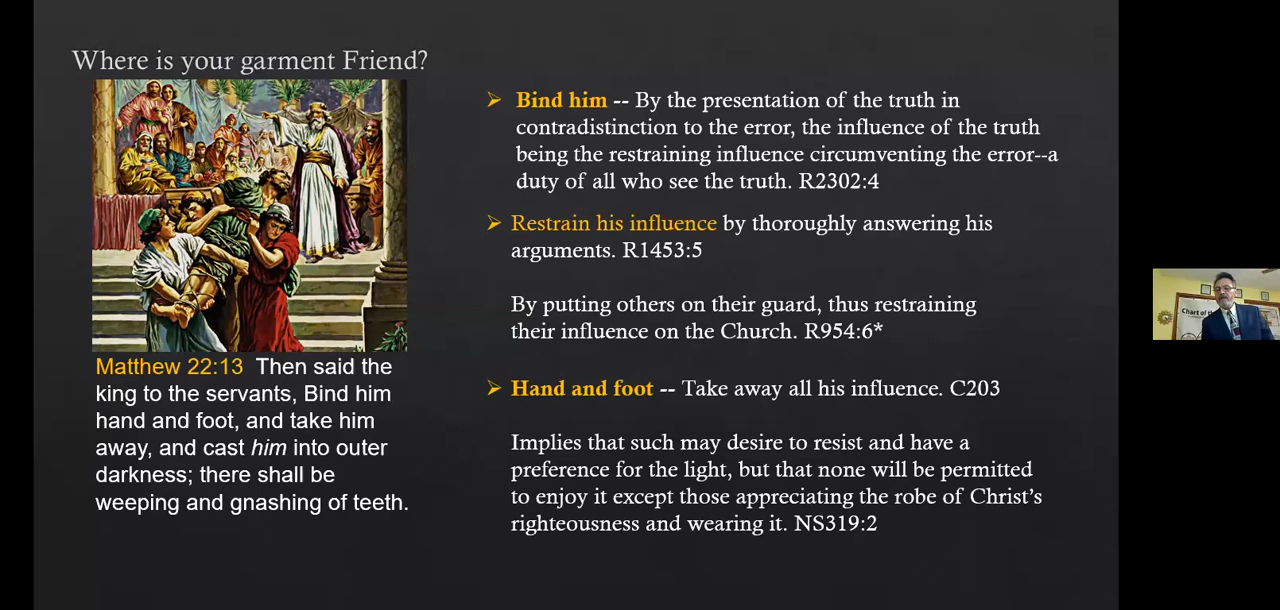 Where is your garment Friend?
Matthew 22:13 Then said the
king to the servants, Bind him
hand and foot, and take him
away, and cast him into outer
darkness; there shall be
weeping and gnashing of teeth.
➢ Bind him -- By the presentation of the truth in
contradistinction to the error, the influence of the truth
being the restraining influence circumventing the error--a
duty of all who see the truth. R2302:4
➢ Restrain his influence by thoroughly answering his
arguments. R1453:5
By putting others on their guard, thus restraining
their influence on the Church. R954:6*
➢ Hand and foot -- Take away all his influence. C203
Implies that such may desire to resist and have a
preference for the light, but that none will be permitted
to enjoy it except those appreciating the robe of Christ's
righteousness and wearing it. NS319:2
Chart of